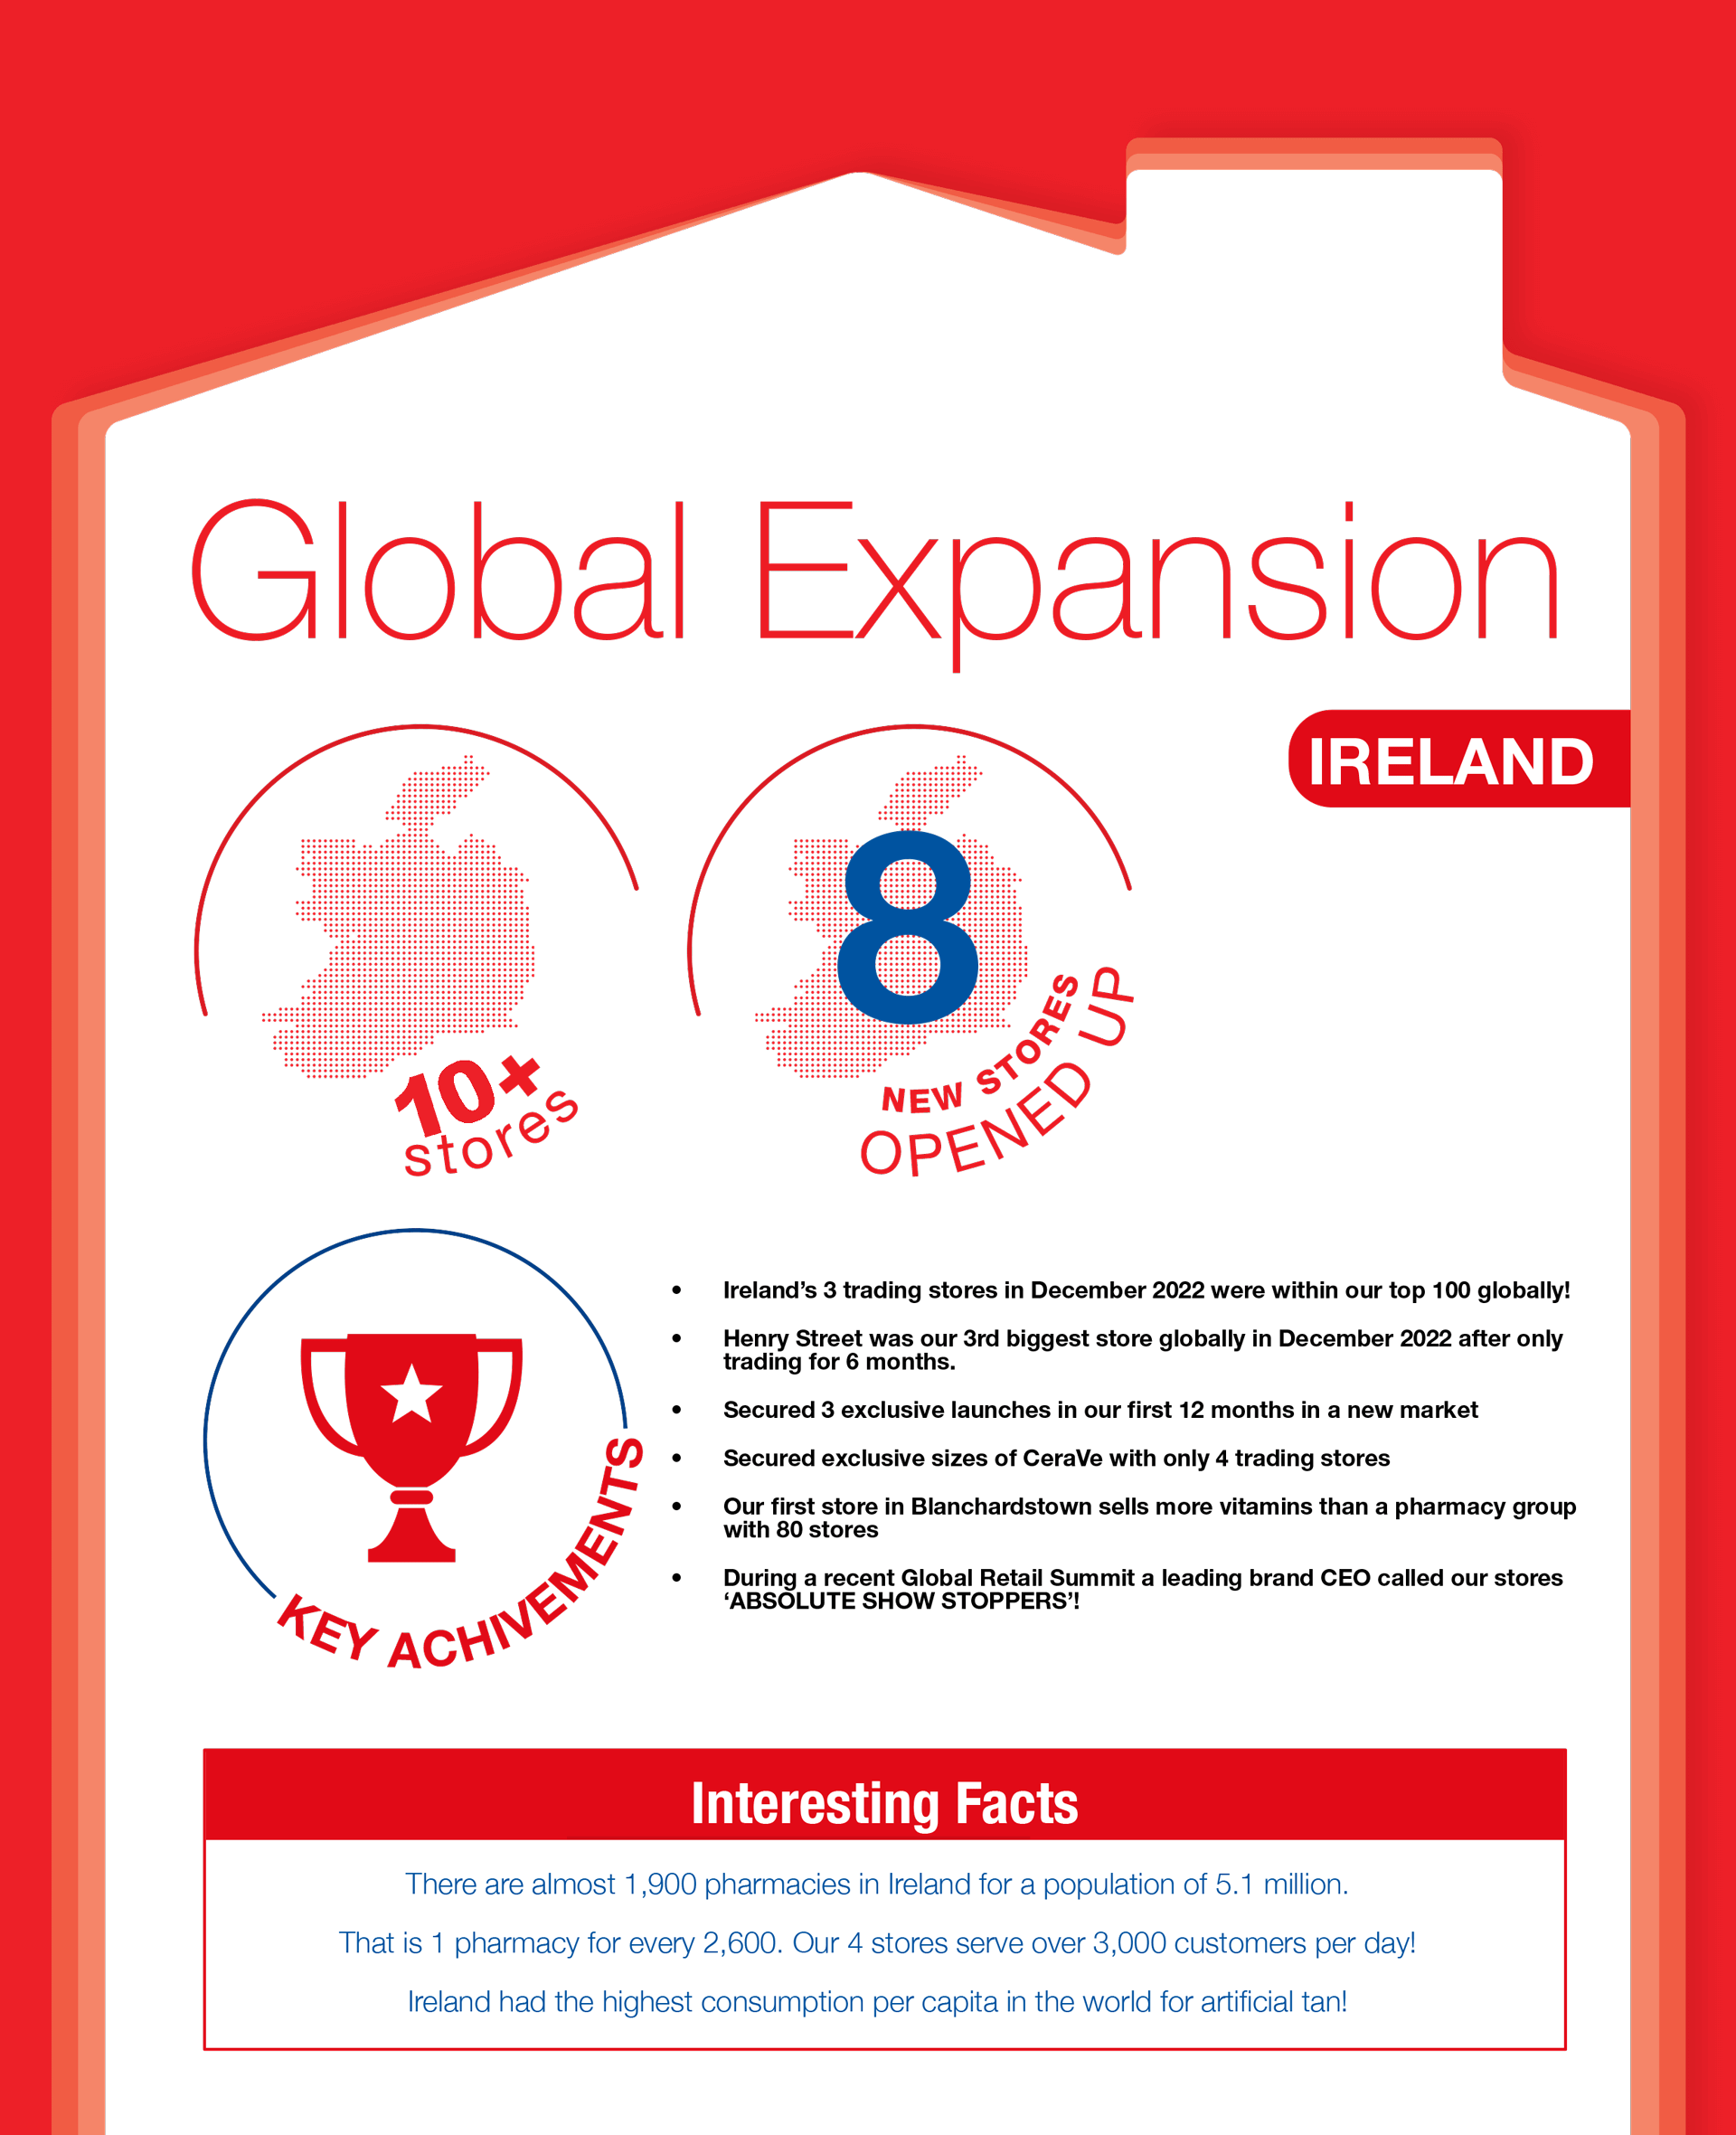 Global Expansion
IRELAND
10+
stores
8
NEW STORES
OPENED UP
KEY ACHIVEMENTS
• Ireland’s 3 trading stores in December 2022 were within our top 100 globally!
• Henry Street was our 3rd biggest store globally in December 2022 after only
trading for 6 months.
• Secured 3 exclusive launches in our first 12 months in a new market
• Secured exclusive sizes of CeraVe with only 4 trading stores
• Our first store in Blanchardstown sells more vitamins than a pharmacy group
with 80 stores
• During a recent Global Retail Summit a leading brand CEO called our stores
‘ABSOLUTE SHOW STOPPERS’!
Interesting Facts
There are almost 1,900 pharmacies in Ireland for a population of 5.1 million.
That is 1 pharmacy for every 2,600. Our 4 stores serve over 3,000 customers per day!
Ireland had the highest consumption per capita in the world for artificial tan!